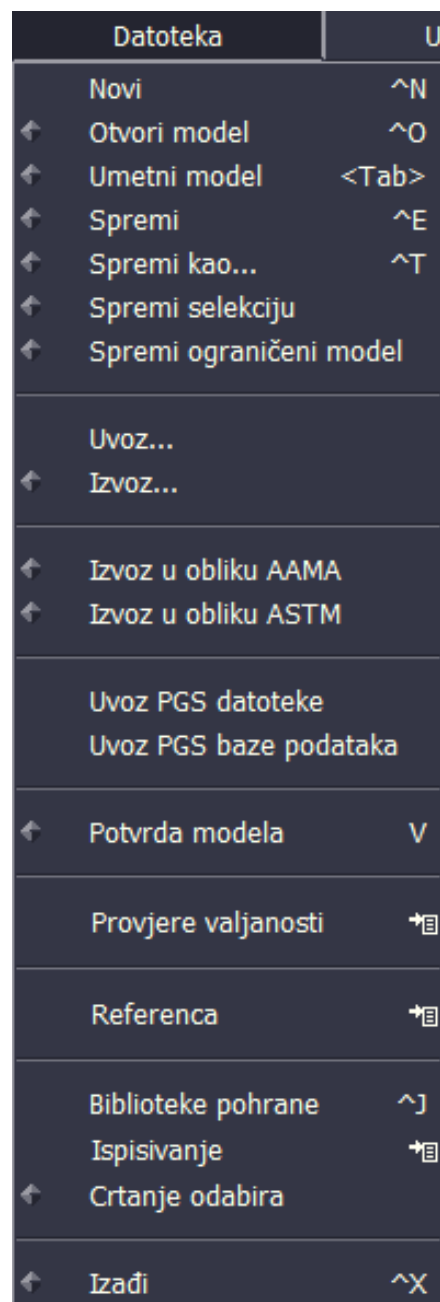 Datoteka U
Novi ^N
Otvori model ^O
Umetni model <Tab>
Spremi ^E
Spremi kao... ^T
Spremi selekciju
Spremi ograničeni model
Uvoz...
Izvoz...
Izvoz u obliku AAMA
Izvoz u obliku ASTM
Uvoz PGS datoteke
Uvoz PGS baze podataka
Potvrda modela V
Provjere valjanosti
Referenca
Biblioteke pohrane ^J
Ispisivanje
Crtanje odabira
Izađi ^X